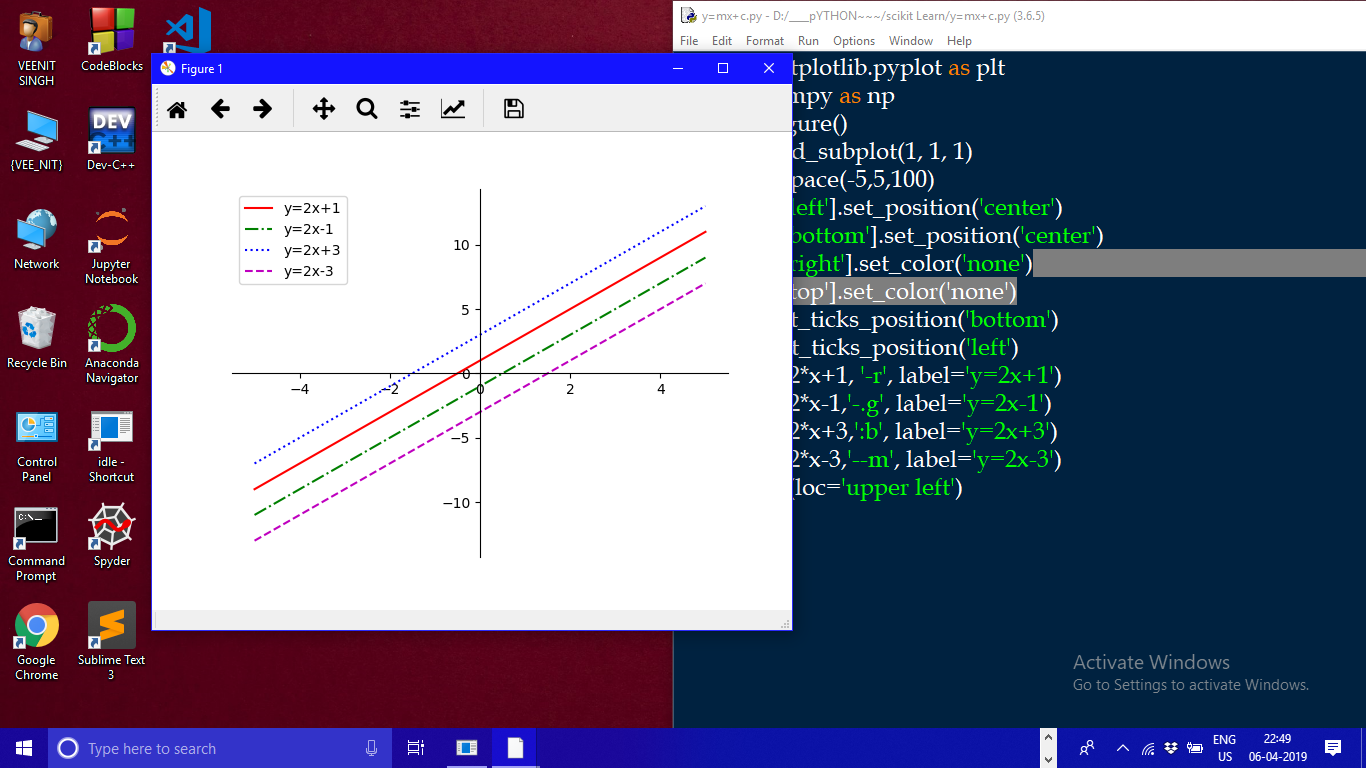 VEENIT
SINGH
CodeBlocks
{VEE_NIT}
Dev-C++
Network
Jupyter
Notebook
Recycle Bin
Anaconda
Navigator
Control
Panel
idle -
Shortcut
Command
Prompt
Spyder
Google
Chrome
Sublime Text
3
DEV
C++
C:\_
Figure 1
y=2x+1
y=2x-1
y=2x+3
y=2x-3
10
5
0
−5
−10
−4
−2
0
2
4
y=mx+c.py - D:/___pYTHON~~~/scikit Learn/y=mx+c.py (3.6.5)
File Edit Format Run Options Window Help
tplotlib.pyplot as plt
mpy as np
gure()
d_subplot(1, 1, 1)
pace(-5,5,100)
left'].set_position('center')
bottom'].set_position('center')
right'].set_color('none')
top'].set_color('none')
t_ticks_position('bottom')
t_ticks_position('left')
2*x+1, '-r', label='y=2x+1')
2*x-1,'-.g', label='y=2x-1')
2*x+3,':b', label='y=2x+3')
2*x-3,'--m', label='y=2x-3')
(loc='upper left')
Activate Windows
Go to Settings to activate Windows.
Type here to search
ENG
US
22:49
06-04-2019